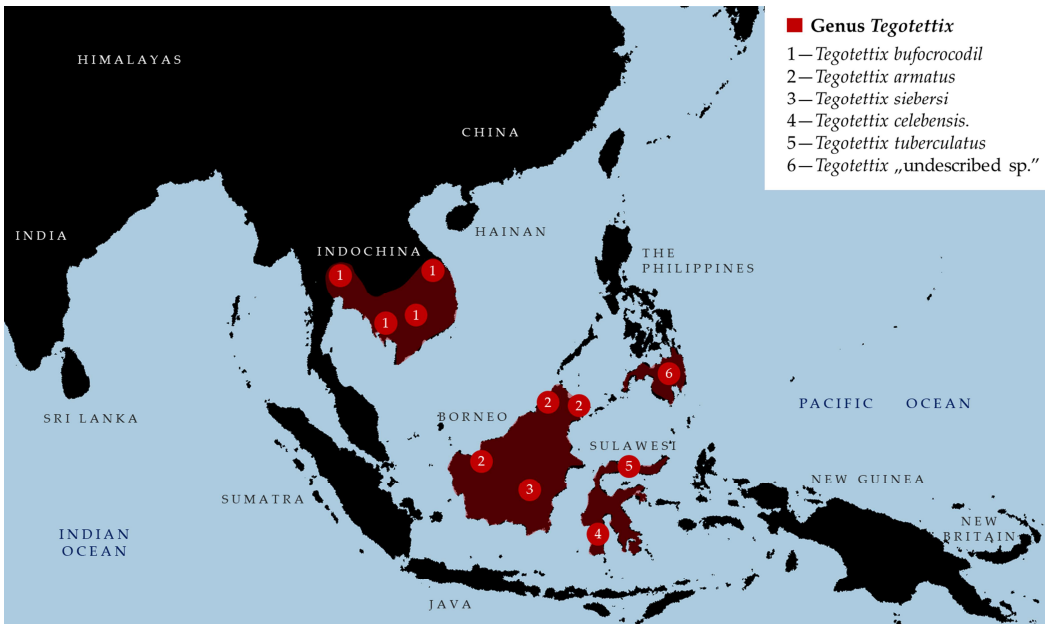 Genus Tegotettix
1—Tegotettix bufocrocodil
2—Tegotettix armatus
3—Tegotettix siebersi
4—Tegotettix celebensis.
5—Tegotettix tuberculatus
6—Tegotettix „undescribed sp.”
HIMALAYAS
CHINA
INDIA
HAINAN
INDOCHINA
THE
PHILIPPINES
1
1
1
1
SRI LANKA
6
PACIFIC OCEAN
2
2
BORNEO
SULAWESI
2
5
3
SUMATRA
NEW GUINEA
4
INDIAN
OCEAN
NEW
BRITAIN
JAVA